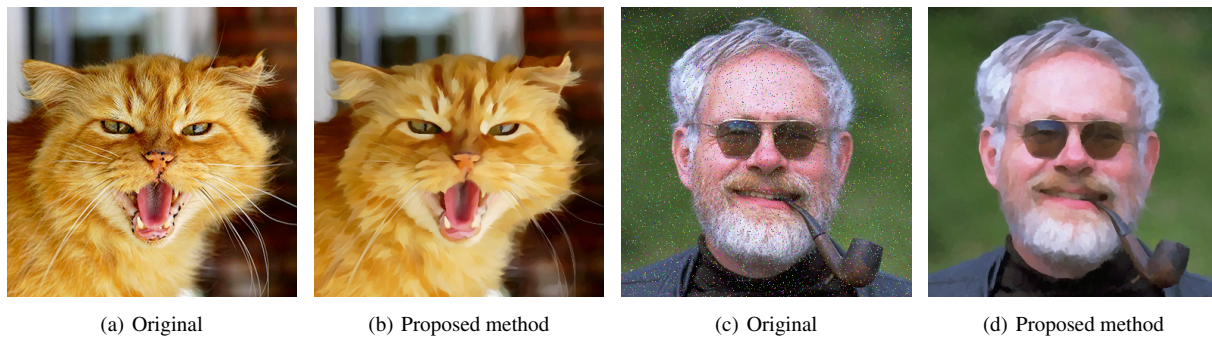 (a) Original
(b) Proposed method
(c) Original
(d) Proposed method